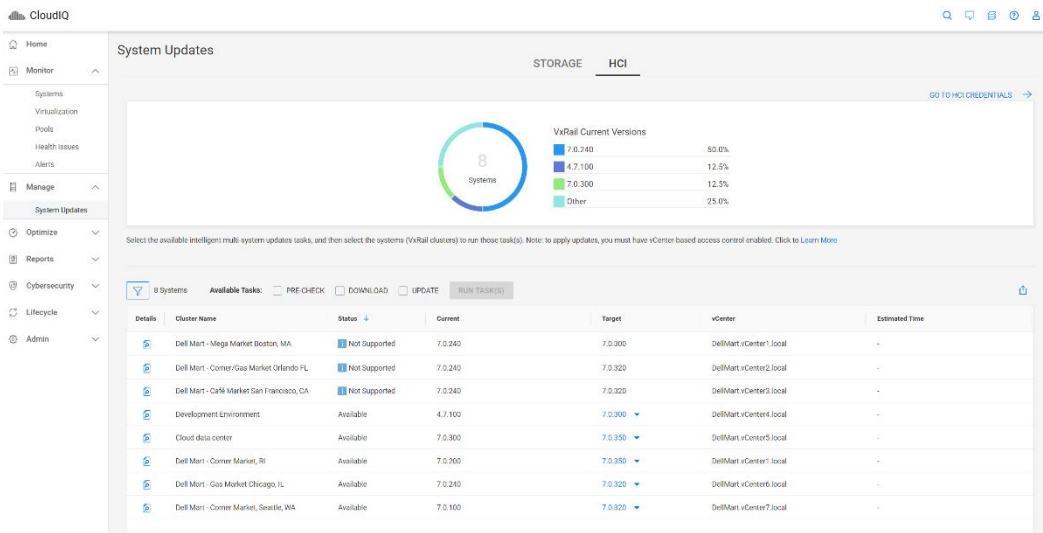 CloudIQ
Home
Monitor
Systems
Virtualization
Pools
Health Issues
Alerts
Manage
System Updates
Optimize
Reports
Cybersecurity
Lifecycle
Admin
System Updates
STORAGE HCI
GO TO HCI CREDENTIALS
8
Systems
VxRail Current Versions
7.0.240 50.0%
4.7.100 12.5%
7.0.300 12.5%
Other 25.0%
Select the available intelligent multi-system updates tasks, and then select the systems (VxRail clusters) to run those task(s). Note: to apply updates, you must have vCenter based access control enabled. Click to Learn More
8 Systems Available Tasks: PRE-CHECK DOWNLOAD UPDATE RUN TASK(S)
Details Cluster Name Status Current Target vCenter Estimated Time
Dell Mart - Mega Market Boston, MA Not Supported 7.0.240 7.0.300 DellMart.vCenter1.local -
Dell Mart - Corner/Gas Market Orlando FL Not Supported 7.0.240 7.0.320 DellMart.vCenter2.local -
Dell Mart - Café Market San Francisco, CA Not Supported 7.0.240 7.0.320 DellMart.vCenter3.local -
Development Environment Available 4.7.100 7.0.300 DellMart.vCenter4.local -
Cloud data center Available 7.0.300 7.0.350 DellMart.vCenter5.local -
Dell Mart - Corner Market, RI Available 7.0.200 7.0.350 DellMart.vCenter1.local -
Dell Mart - Gas Market Chicago, IL Available 7.0.240 7.0.320 DellMart.vCenter6.local -
Dell Mart - Corner Market, Seattle, WA Available 7.0.100 7.0.320 DellMart.vCenter7.local -